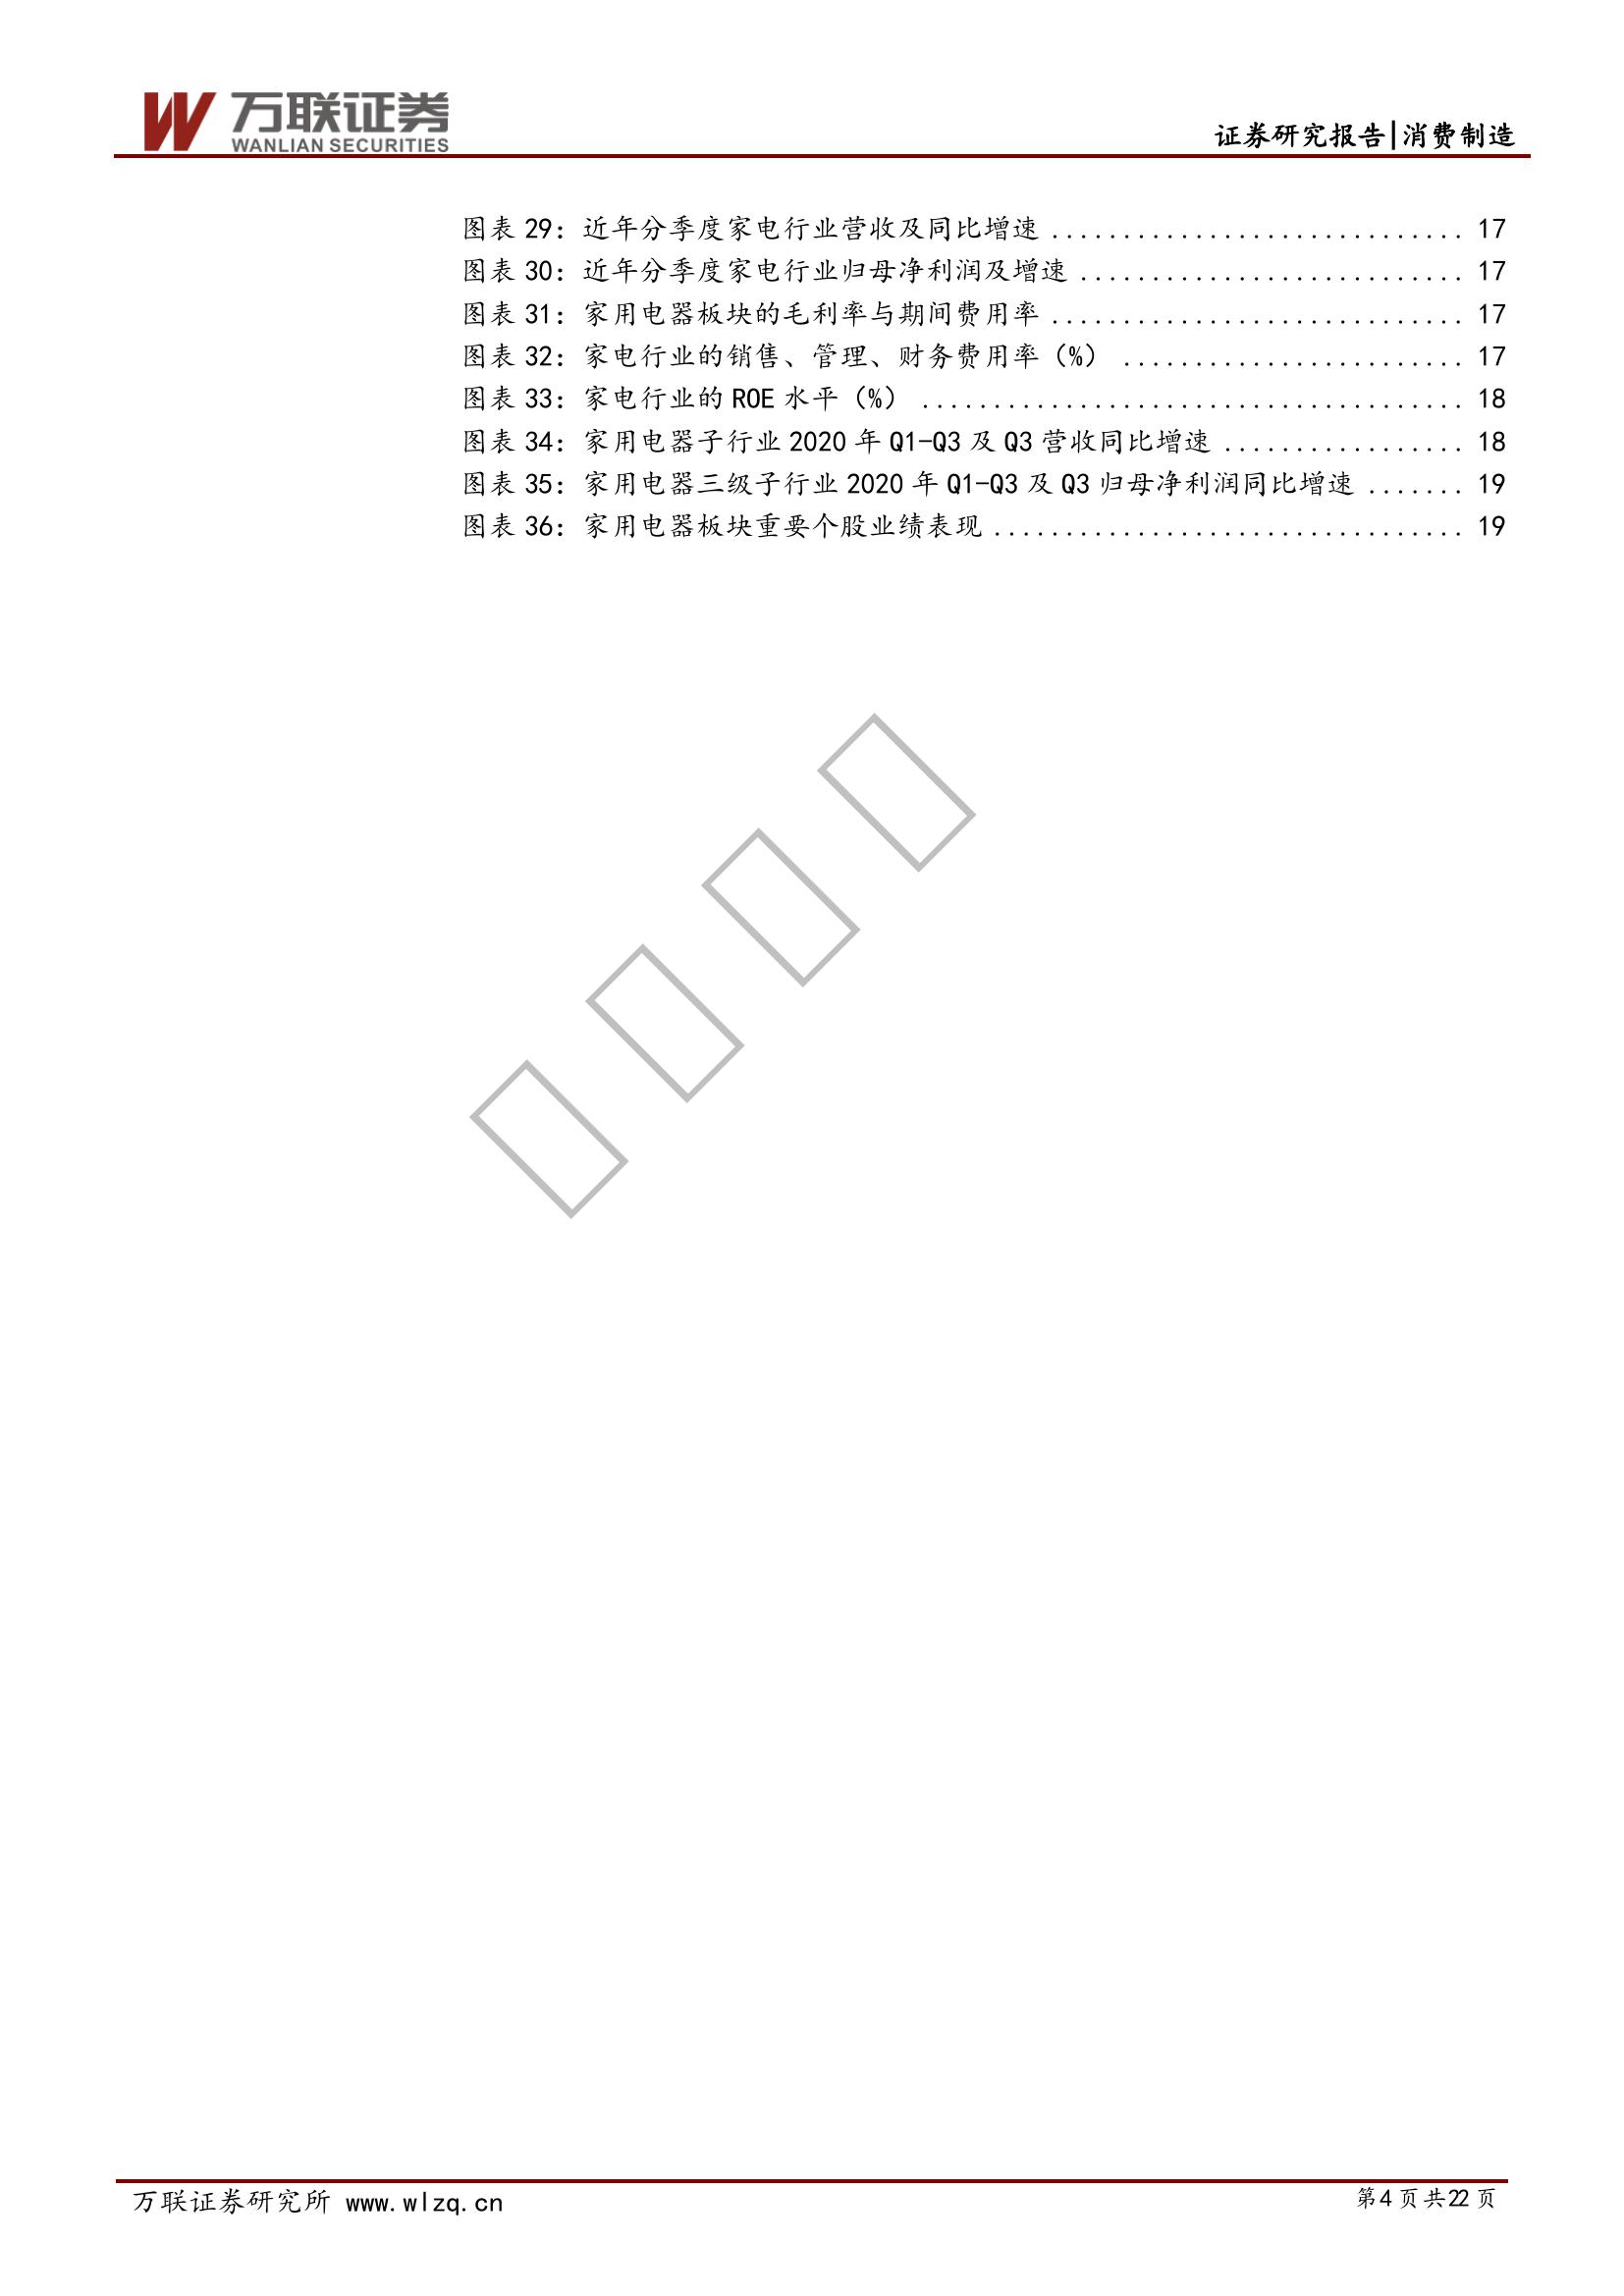 万联证券
WANLIAN SECURITIES
证券研究报告|消费制造
图表 29：近年分季度家电行业营收及同比增速 ............................. 17
图表 30：近年分季度家电行业归母净利润及增速 ........................... 17
图表 31：家用电器板块的毛利率与期间费用率 ............................. 17
图表 32：家电行业的销售、管理、财务费用率（%） ........................ 17
图表 33：家电行业的 ROE 水平（%） ...................................... 18
图表 34：家用电器子行业 2020 年 Q1-Q3 及 Q3 营收同比增速 ................. 18
图表 35：家用电器三级子行业 2020 年 Q1-Q3 及 Q3 归母净利润同比增速 ....... 19
图表 36：家用电器板块重要个股业绩表现 ................................. 19
万联证券研究所 www.wlzq.cn
第4 页 共22 页